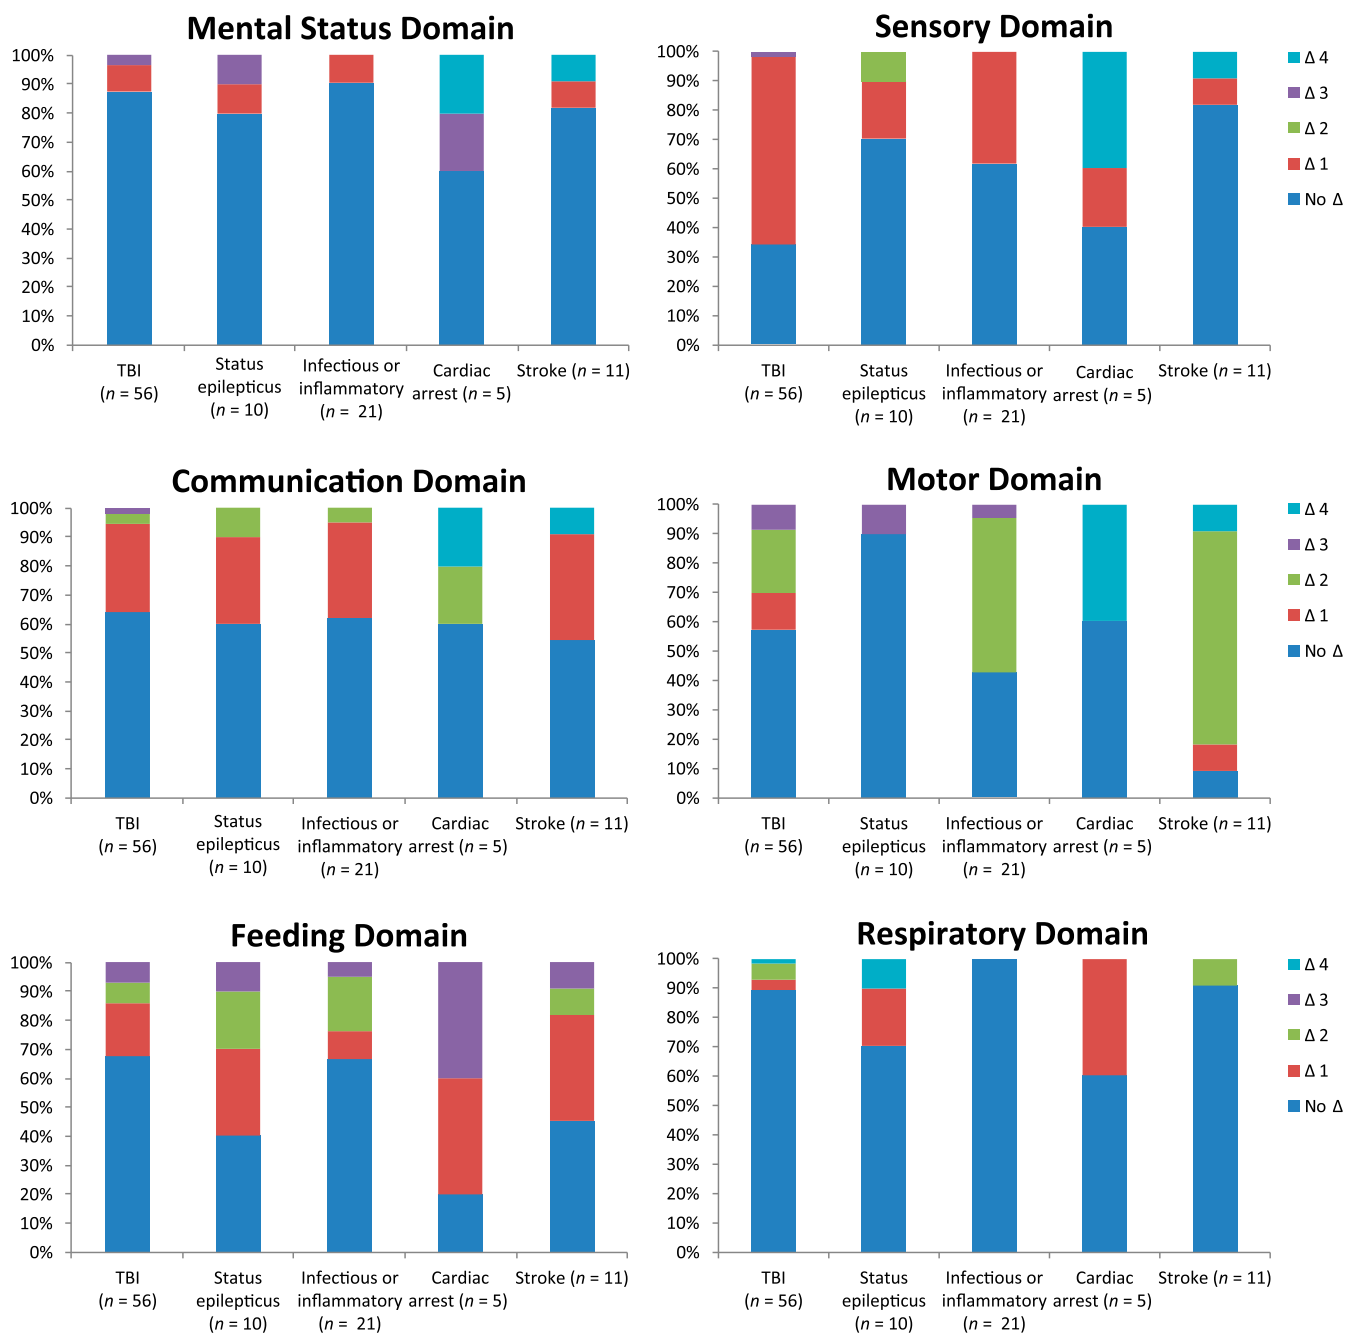 Mental Status Domain
100%
90%
80%
70%
60%
50%
40%
30%
20%
10%
0%
TBI
(n = 56)
Status
epilepticus
(n = 10)
Infectious or
inflammatory
(n = 21)
Cardiac
arrest (n = 5)
Stroke (n = 11)
Sensory Domain
100%
90%
80%
70%
60%
50%
40%
30%
20%
10%
0%
TBI
(n = 56)
Status
epilepticus
(n = 10)
Infectious or
inflammatory
(n = 21)
Cardiac
arrest (n = 5)
Stroke (n = 11)
Δ 4
Δ 3
Δ 2
Δ 1
No Δ
Communication Domain
100%
90%
80%
70%
60%
50%
40%
30%
20%
10%
0%
TBI
(n = 56)
Status
epilepticus
(n = 10)
Infectious or
inflammatory
(n = 21)
Cardiac
arrest (n = 5)
Stroke (n = 11)
Motor Domain
100%
90%
80%
70%
60%
50%
40%
30%
20%
10%
0%
TBI
(n = 56)
Status
epilepticus
(n = 10)
Infectious or
inflammatory
(n = 21)
Cardiac
arrest (n = 5)
Stroke (n = 11)
Δ 4
Δ 3
Δ 2
Δ 1
No Δ
Feeding Domain
100%
90%
80%
70%
60%
50%
40%
30%
20%
10%
0%
TBI
(n = 56)
Status
epilepticus
(n = 10)
Infectious or
inflammatory
(n = 21)
Cardiac
arrest (n = 5)
Stroke (n = 11)
Respiratory Domain
100%
90%
80%
70%
60%
50%
40%
30%
20%
10%
0%
TBI
(n = 56)
Status
epilepticus
(n = 10)
Infectious or
inflammatory
(n = 21)
Cardiac
arrest (n = 5)
Stroke (n = 11)
Δ 4
Δ 3
Δ 2
Δ 1
No Δ